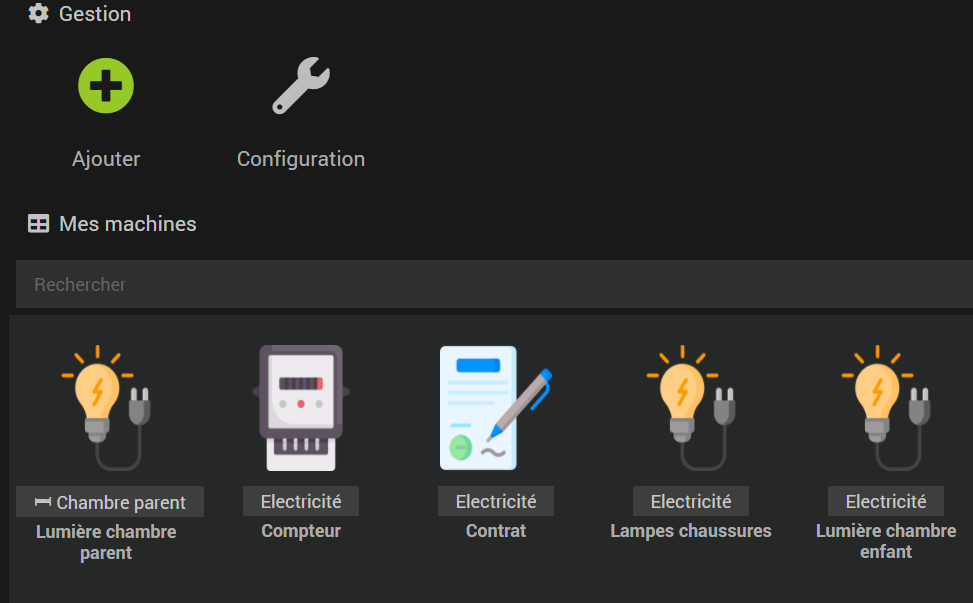 Gestion
Ajouter
Configuration
Mes machines
Rechercher
Chambre parent
Lumière chambre
parent
Electricité
Compteur
Electricité
Contrat
Electricité
Lampes chaussures
Electricité
Lumière chambre
enfant